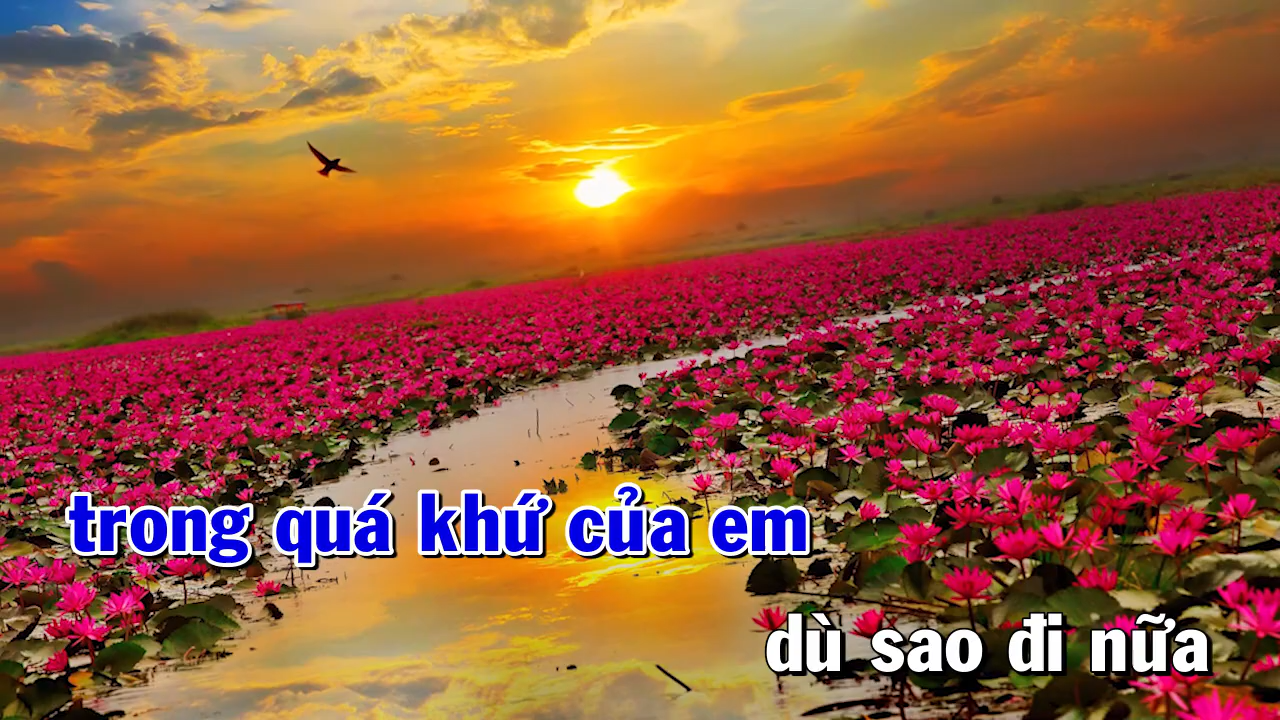 trong quá khứ của em
dù sao đi nữa